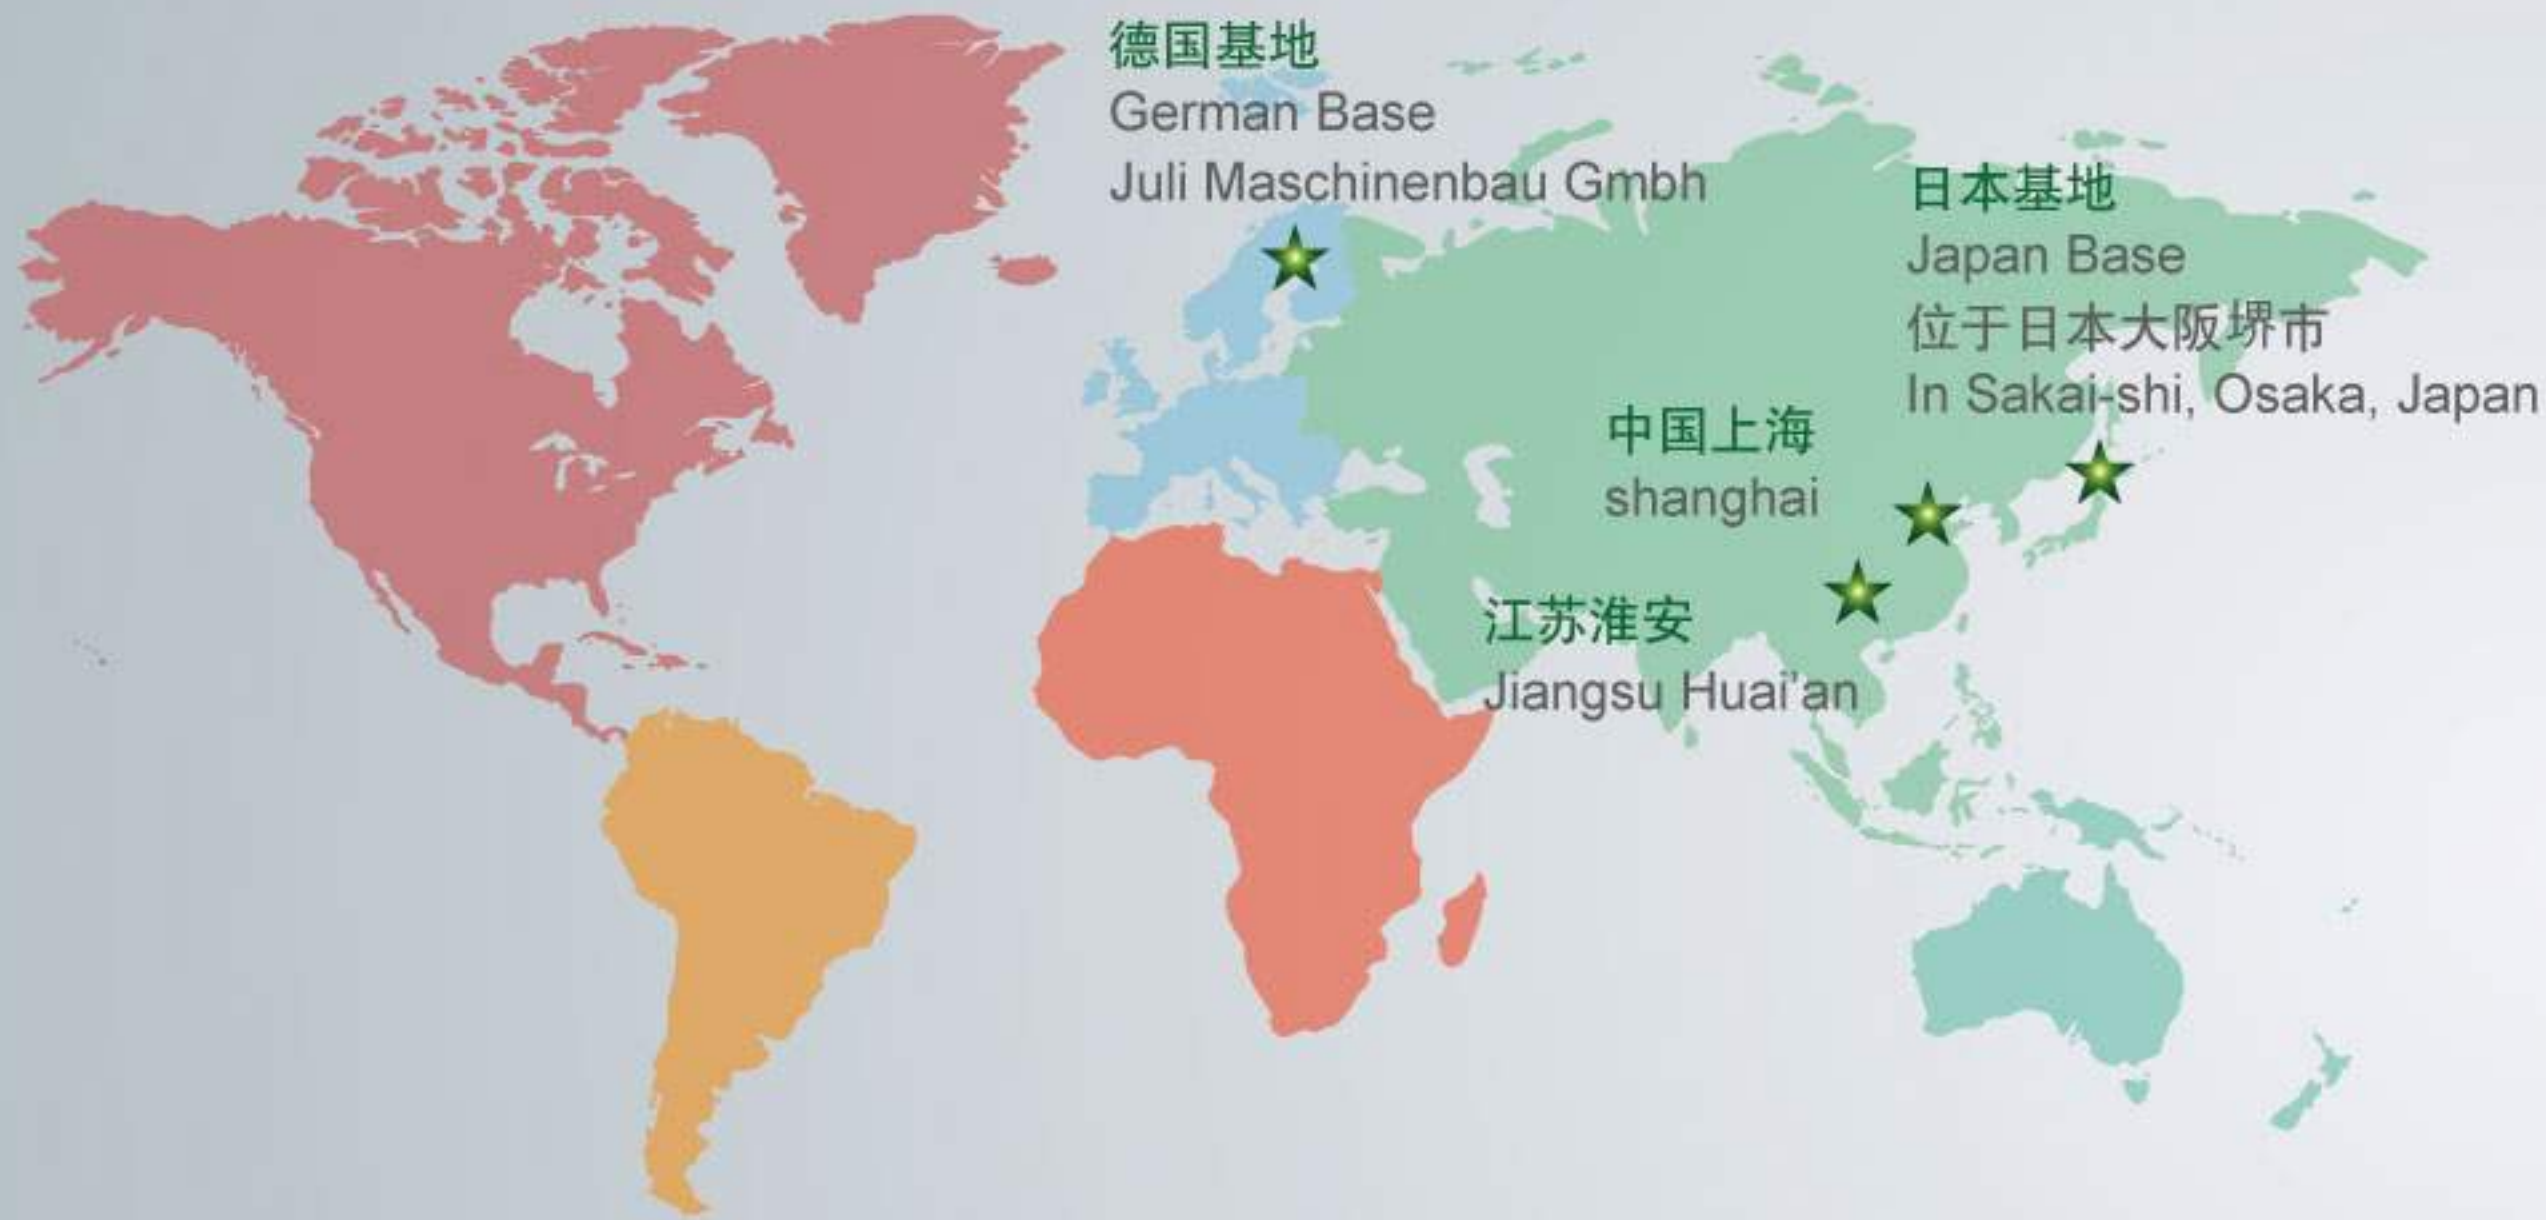 德国基地
German Base
Juli Maschinenbau Gmbh
日本基地
Japan Base
位于日本大阪堺市
In Sakai-shi, Osaka, Japan
中国上海
shanghai
江苏淮安
Jiangsu Huai'an